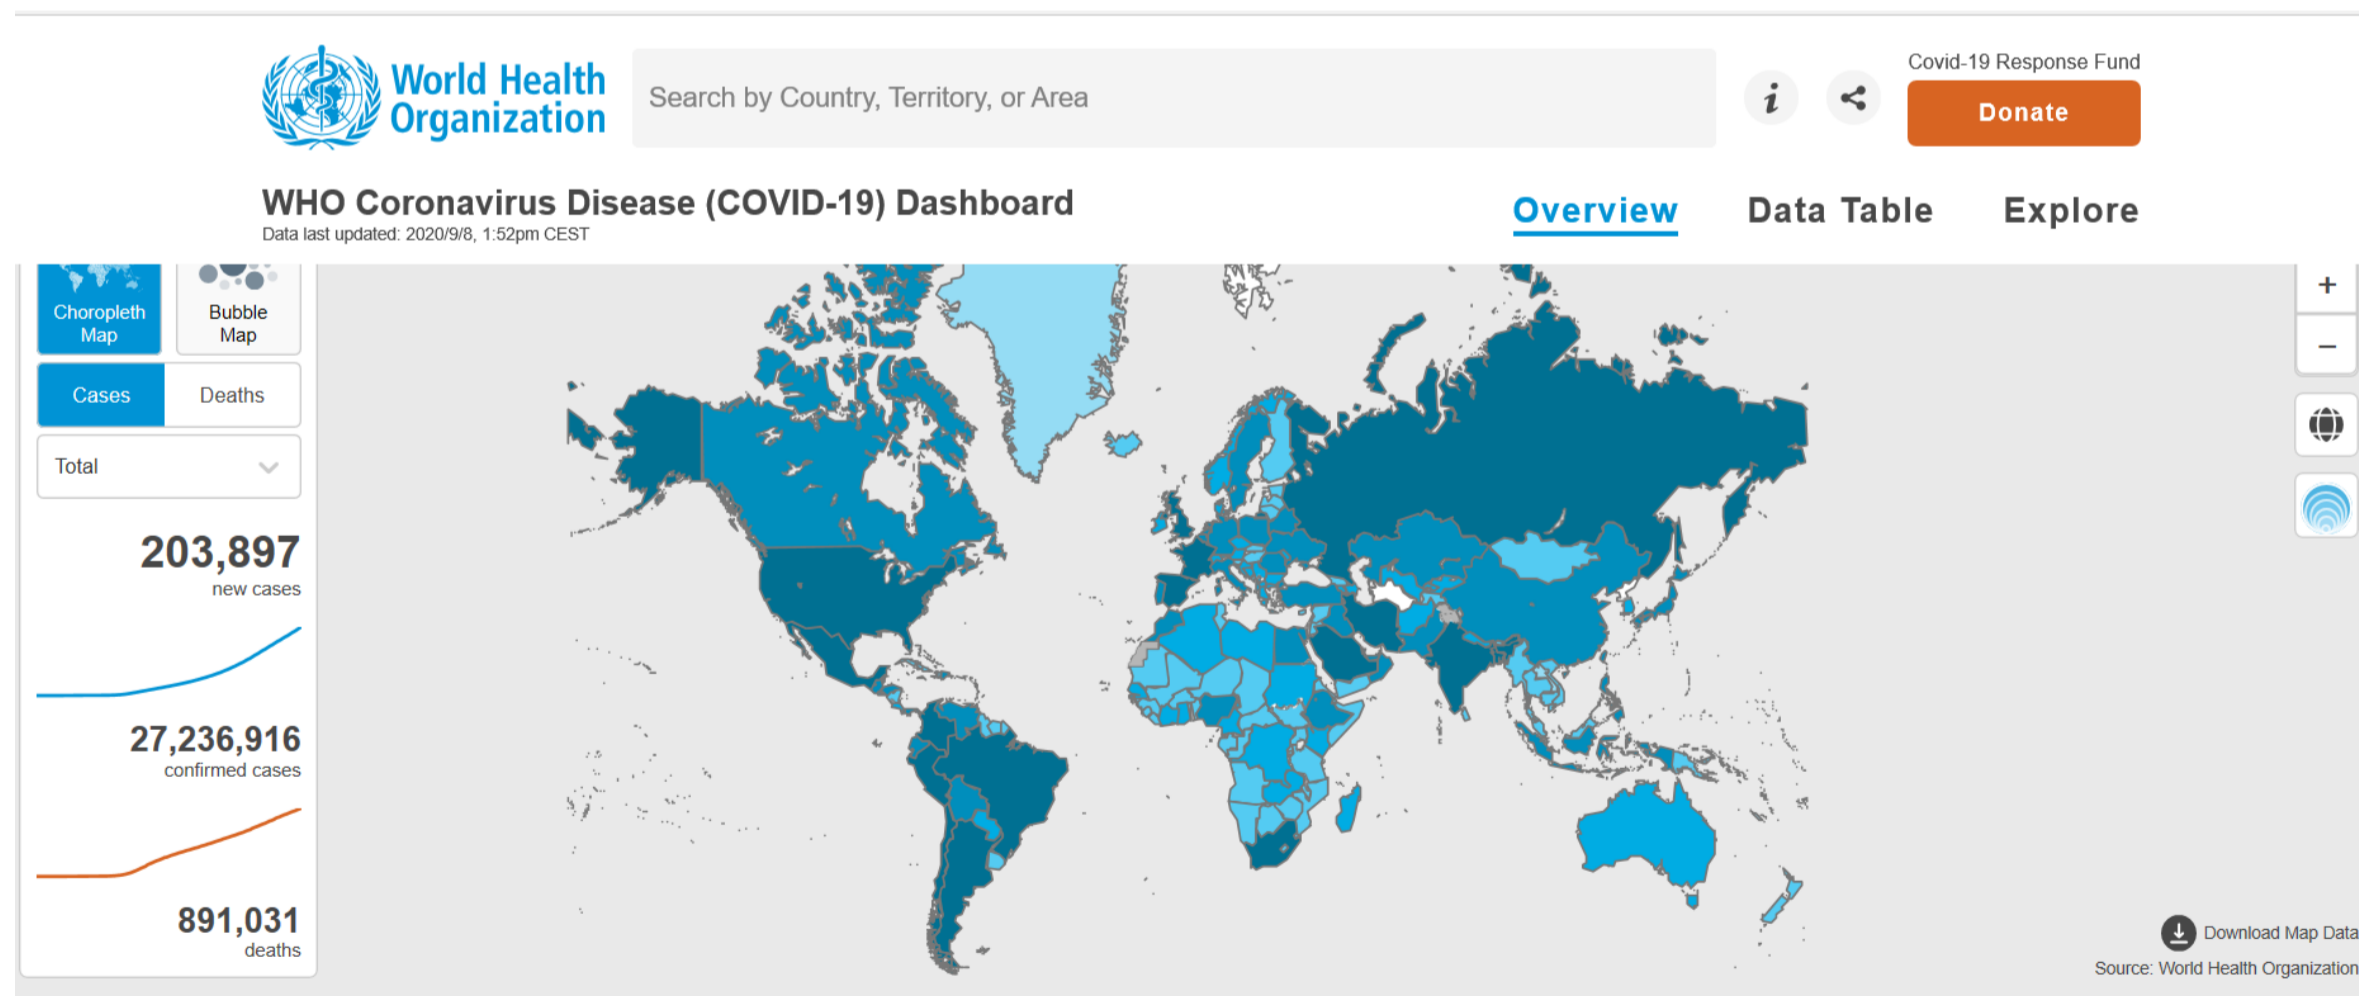 World Health
Organization
Search by Country, Territory, or Area
i
Covid-19 Response Fund
Donate
WHO Coronavirus Disease (COVID-19) Dashboard
Data last updated: 2020/9/8, 1:52pm CEST
Overview
Data Table
Explore
Choropleth
Map
Bubble
Map
Cases
Deaths
Total
203,897
new cases
27,236,916
confirmed cases
891,031
deaths
+
−
Download Map Data
Source: World Health Organization